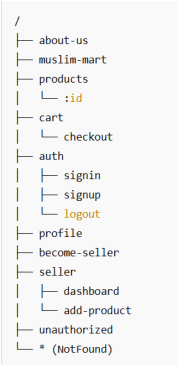 /
├── about-us
├── muslim-mart
├── products
│   └── :id
├── cart
│   └── checkout
├── auth
│   ├── signin
│   ├── signup
│   └── logout
├── profile
├── become-seller
├── seller
│   ├── dashboard
│   └── add-product
├── unauthorized
└── * (NotFound)